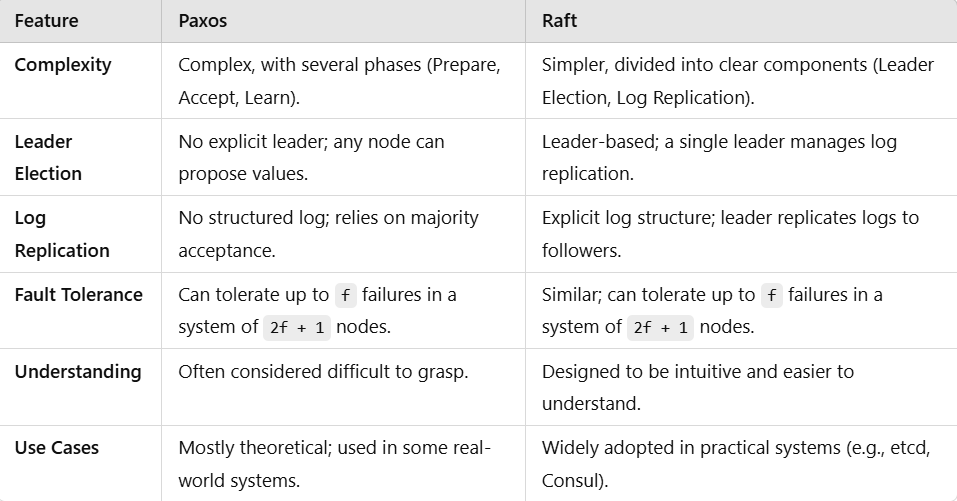 Feature Paxos Raft
Complexity Complex, with several phases (Prepare, Simpler, divided into clear components (Leader
Accept, Learn). Election, Log Replication).
Leader No explicit leader; any node can Leader-based; a single leader manages log
Election propose values. replication.
Log No structured log; relies on majority Explicit log structure; leader replicates logs to
Replication acceptance. followers.
Fault Tolerance Can tolerate up to f failures in a Similar; can tolerate up to f failures in a
system of 2f + 1 nodes. system of 2f + 1 nodes.
Understanding Often considered difficult to grasp. Designed to be intuitive and easier to
understand.
Use Cases Mostly theoretical; used in some real- Widely adopted in practical systems (e.g., etcd,
world systems. Consul).